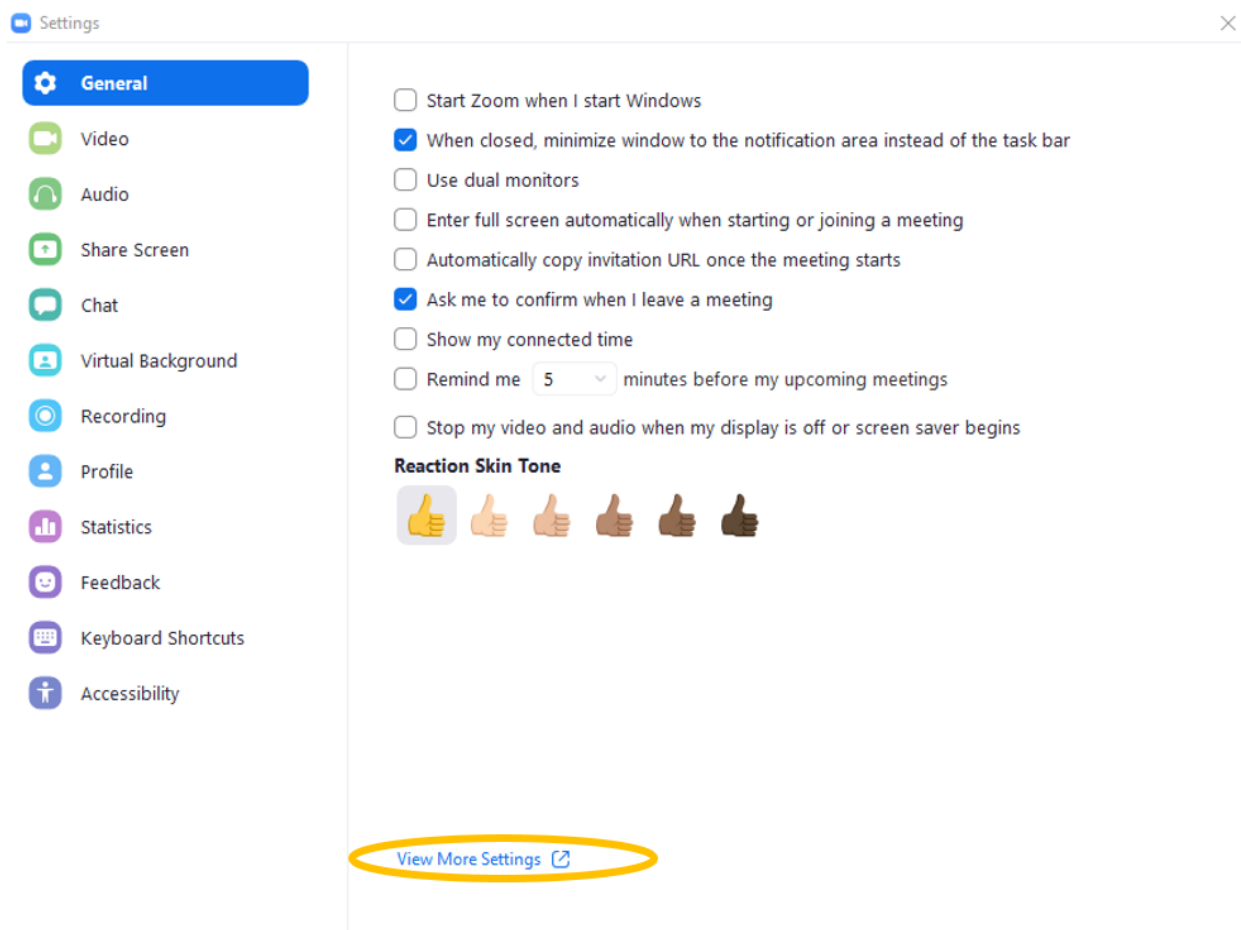 Settings
General
Video
Audio
Share Screen
Chat
Virtual Background
Recording
Profile
Statistics
Feedback
Keyboard Shortcuts
Accessibility
Start Zoom when I start Windows
When closed, minimize window to the notification area instead of the task bar
Use dual monitors
Enter full screen automatically when starting or joining a meeting
Automatically copy invitation URL once the meeting starts
Ask me to confirm when I leave a meeting
Show my connected time
Remind me 5 minutes before my upcoming meetings
Stop my video and audio when my display is off or screen saver begins
Reaction Skin Tone
View More Settings